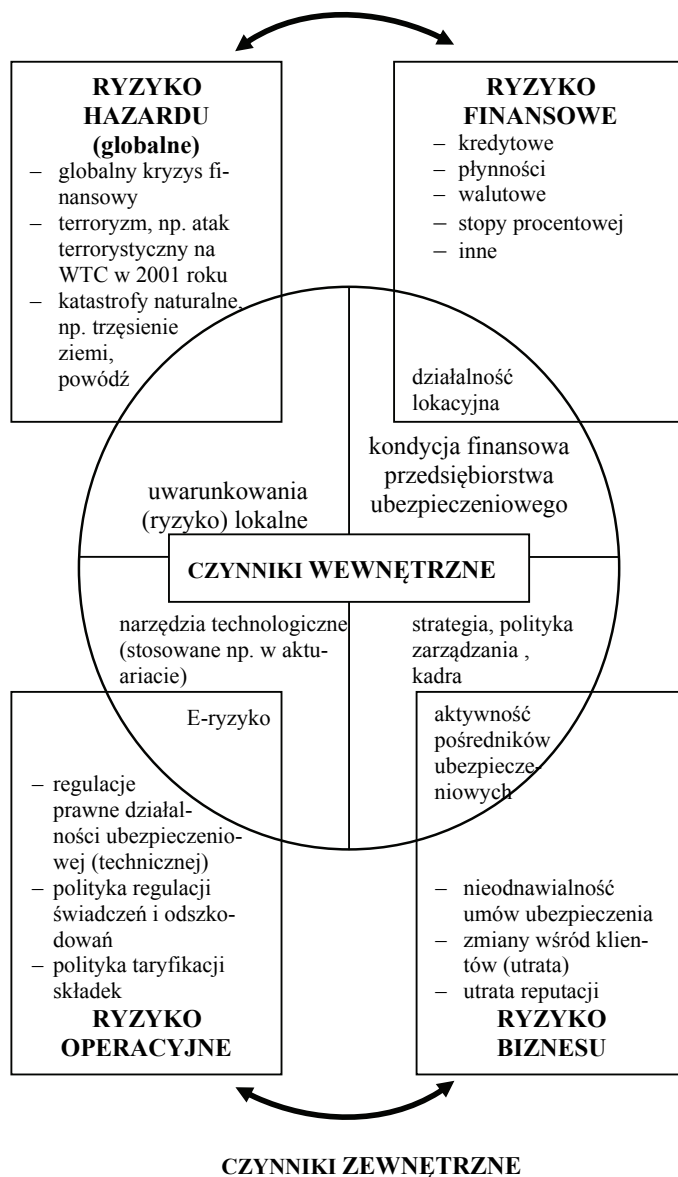 RYZYKO
HAZARDU
(globalne)
– globalny kryzys fi-
nansowy
– terroryzm, np. atak
terrorystyczny na
WTC w 2001 roku
– katastrofy naturalne,
np. trzęsienie
ziemi,
powódź
RYZYKO
FINANSOWE
– kredytowe
– płynności
– walutowe
– stopy procentowej
– inne
działalność
lokacyjna
uwarunkowania
(ryzyko) lokalne
kondycja finansowa
przedsiębiorstwa
ubezpieczeniowego
CZYNNIKI WEWNĘTRZNE
narzędzia technologiczne
(stosowane np. w aktu-
ariacie)
strategia, polityka
zarządzania ,
kadra
E-ryzyko
– regulacje
prawne działal-
ności ubezpieczenio-
wej (technicznej)
– polityka regulacji
świadczeń i odszko-
dowań
– polityka taryfikacji
składek
RYZYKO
OPERACYJNE
aktywność
pośredników
ubezpiecze-
niowych
– nieodnawialność
umów ubezpieczenia
– zmiany wśród klien-
tów (utrata)
– utrata reputacji
RYZYKO
BIZNESU
CZYNNIKI ZEWNĘTRZNE